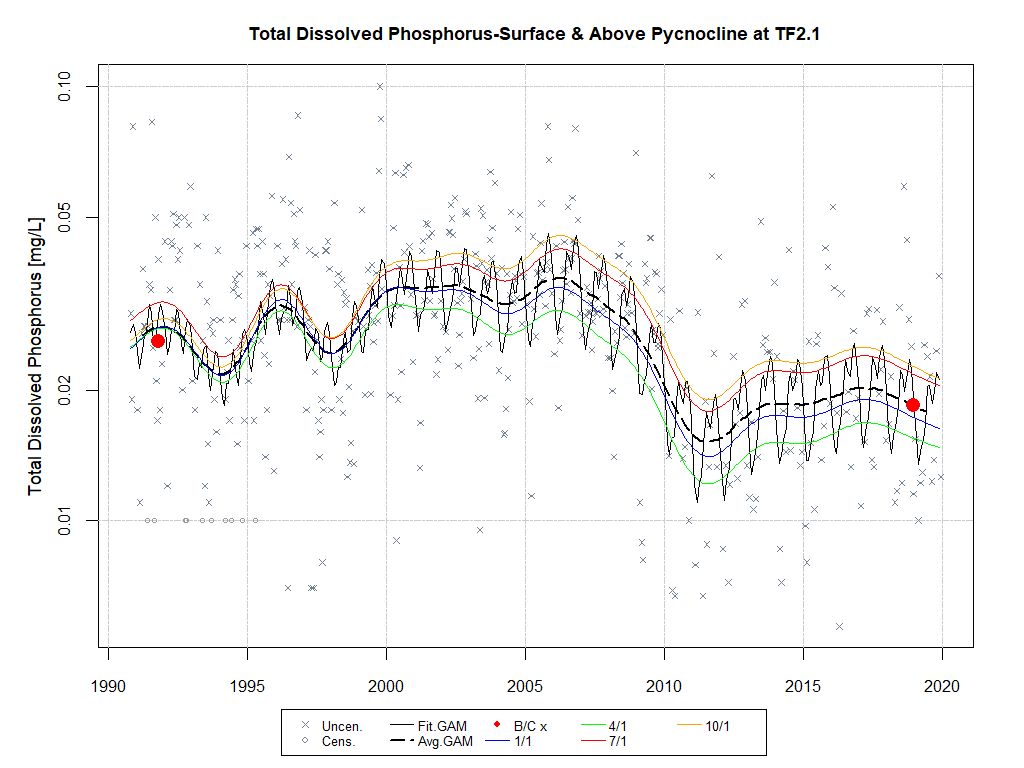 Total Dissolved Phosphorus-Surface & Above Pycnocline at TF2.1
Total Dissolved Phosphorus [mg/L]
0.10
0.05
0.02
0.01
1990 1995 2000 2005 2010 2015 2020
Uncen. Fit.GAM B/C x 4/1 10/1
Cens. Avg.GAM 1/1 7/1